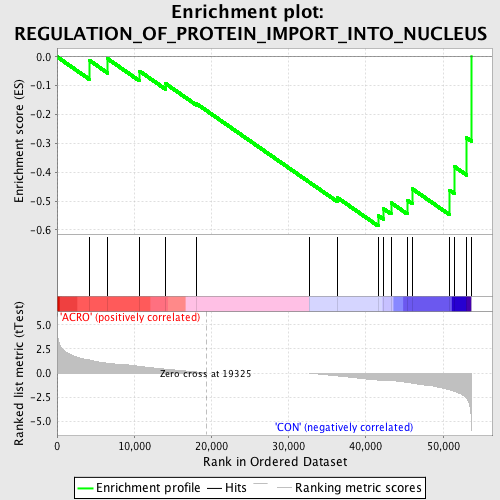 Enrichment plot:
REGULATION_OF_PROTEIN_IMPORT_INTO_NUCLEUS
Enrichment score (ES)
0.0
-0.1
-0.2
-0.3
-0.4
-0.5
-0.6
'ACRO' (positively correlated)
Ranked list metric (tTest)
5.0
2.5
0.0
-2.5
-5.0
Zero cross at 19325
'CON' (negatively correlated)
0
10,000
20,000
30,000
40,000
50,000
Rank in Ordered Dataset
Enrichment profile
Hits
Ranking metric scores